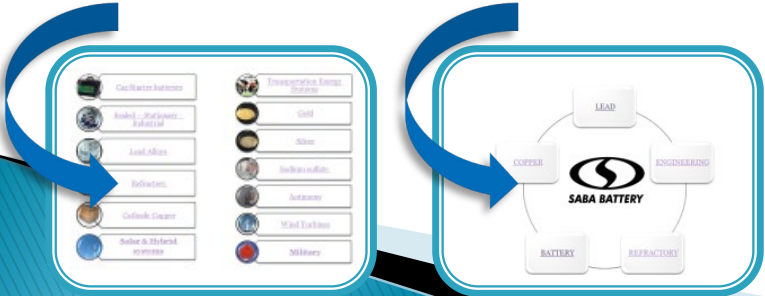 Car Starter batteries
Sealed - Stationary -
Industrial
Lead Alloys
Refractory
Cathode Copper
Solar & Hybrid
systems
Transportation Energy
Systems
Gold
Silver
Sodium sulfate
Antimony
Wind Turbines
Military
LEAD
COPPER
ENGINEERING
SABA BATTERY
BATTERY
REFRACTORY